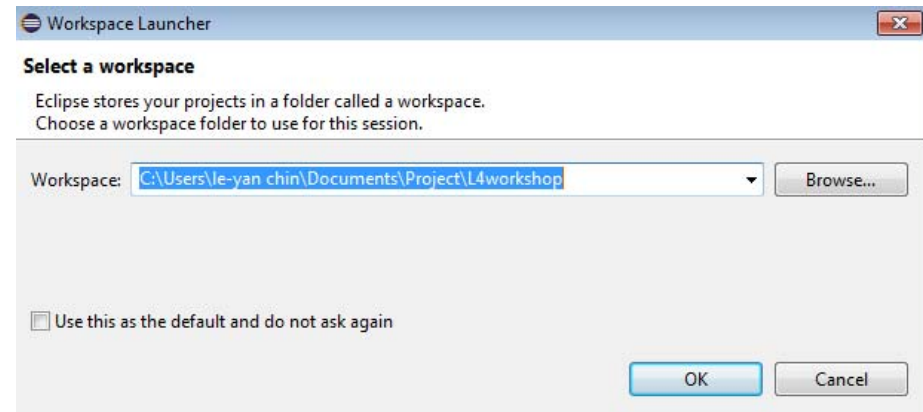 Workspace Launcher
Select a workspace
Eclipse stores your projects in a folder called a workspace.
Choose a workspace folder to use for this session.
Workspace: C:\Users\le-yan chin\Documents\Project\L4workshop Browse...
Use this as the default and do not ask again
OK Cancel